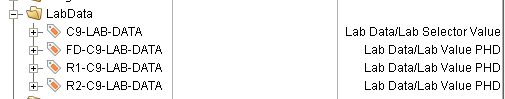 LabData
C9-LAB-DATA Lab Data/Lab Selector Value
FD-C9-LAB-DATA Lab Data/Lab Value PHD
R1-C9-LAB-DATA Lab Data/Lab Value PHD
R2-C9-LAB-DATA Lab Data/Lab Value PHD